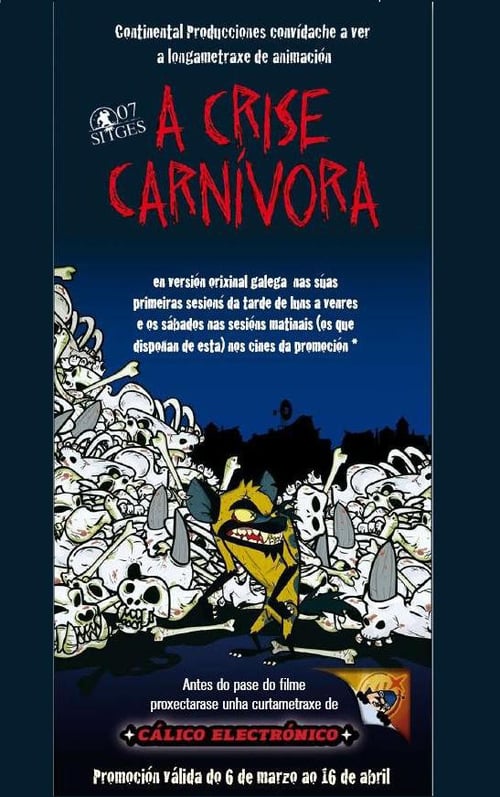 Continental Producciones convídache a ver
a longametraxe de animación
07
SITGES
A CRISE
CARNÍVORA
en versión orixinal galega nas súas
primeiras sesións da tarde de luns a venres
e os sábados nas sesións matinais (os que
dispoñan de esta) nos cines da promoción *
Antes do pase do filme
proxectarase unha curtametraxe de
CÁLICO ELECTRÓNICO
Promoción válida do 6 de marzo ao 16 de abril